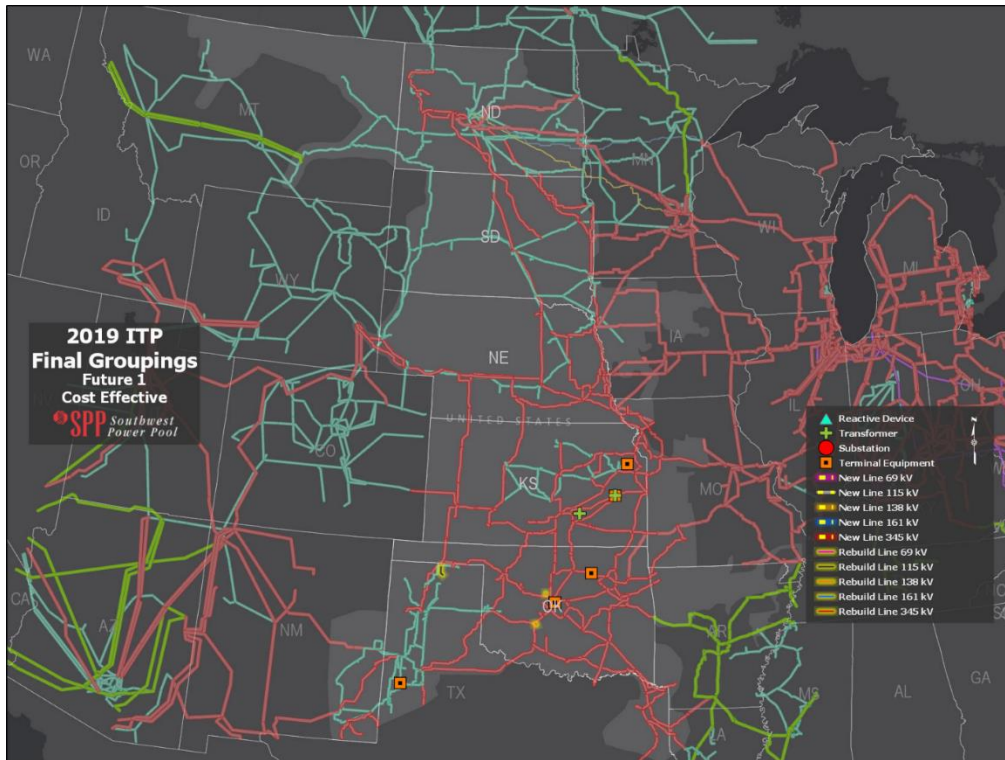 WA
MT
ND
MN
OR
ID
SD
WI
MI
WY
2019 ITP
Final Groupings
Future 1
Cost Effective
SPP Southwest
Power Pool
NE
IA
OH
IL
UNITED STATES
CO
KS
MO
Reactive Device
Transformer
Substation
Terminal Equipment
New Line 69 kV
New Line 115 kV
New Line 138 kV
New Line 161 kV
New Line 345 kV
Rebuild Line 69 kV
Rebuild Line 115 kV
Rebuild Line 138 kV
Rebuild Line 161 kV
Rebuild Line 345 kV
N
CA
AZ
NM
OK
AR
TX
LA
MS
AL
GA